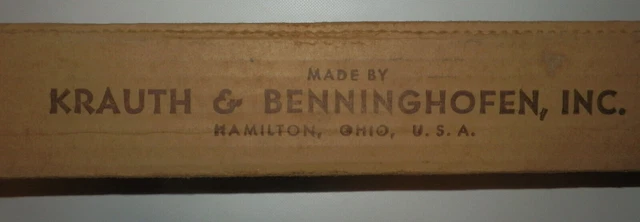 MADE BY
KRAUTH & BENNINGHOFEN, INC.
HAMILTON, OHIO, U.S.A.